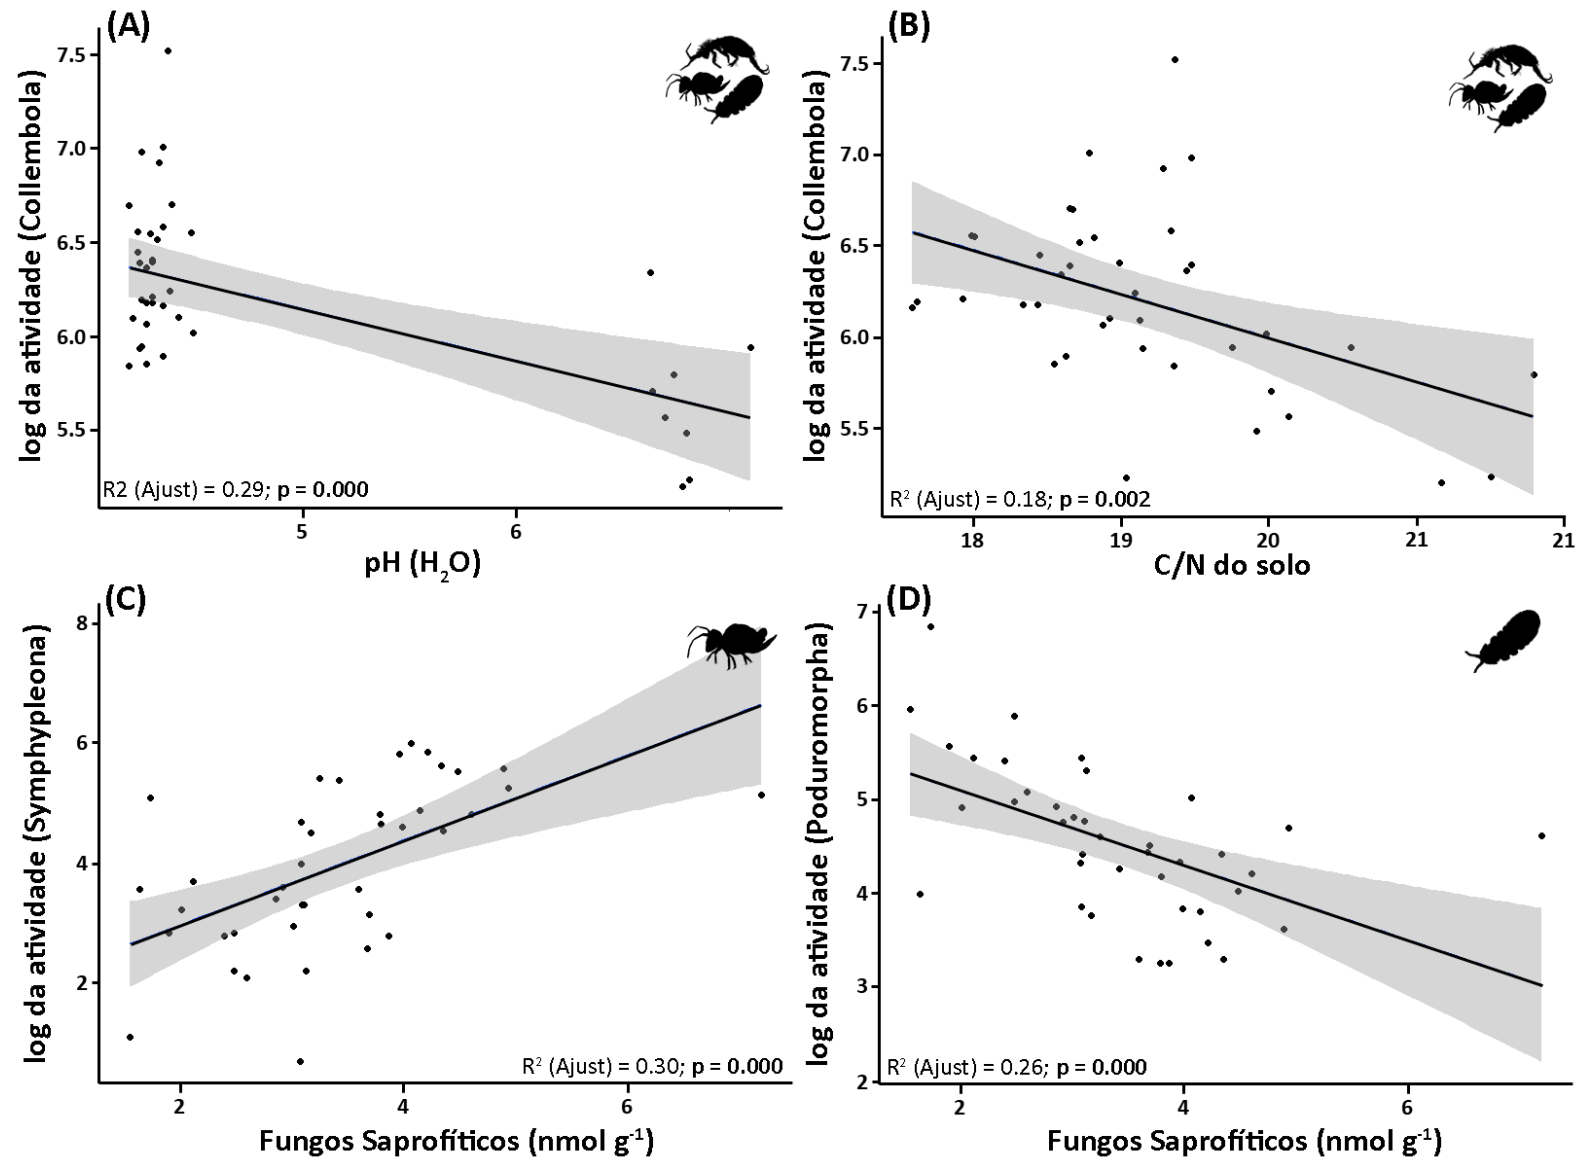 (A)
7.5
7.0
6.5
6.0
5.5
log da atividade (Collembola)
R2 (Ajust) = 0.29; p = 0.000
5 6
pH (H₂O)
(B)
7.5
7.0
6.5
6.0
5.5
log da atividade (Collembola)
R² (Ajust) = 0.18; p = 0.002
18 19 20 21 21
C/N do solo
(C)
8
6
4
2
log da atividade (Symphypleona)
R² (Ajust) = 0.30; p = 0.000
2 4 6
Fungos Saprofíticos (nmol g⁻¹)
(D)
7
6
5
4
3
2
log da atividade (Poduromorpha)
R² (Ajust) = 0.26; p = 0.000
2 4 6
Fungos Saprofíticos (nmol g⁻¹)